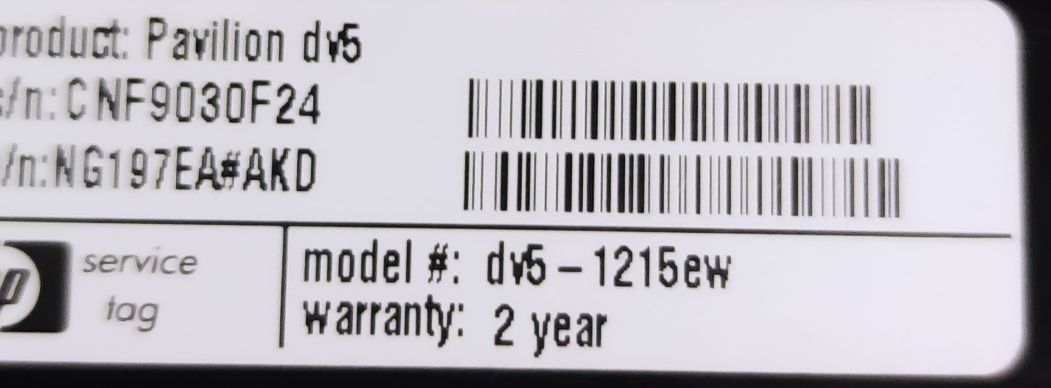 product: Pavilion dv5
s/n:CNF9030F24
/n:NG197EA#AKD
service
tag
model #: dv5 – 1215ew
warranty: 2 year